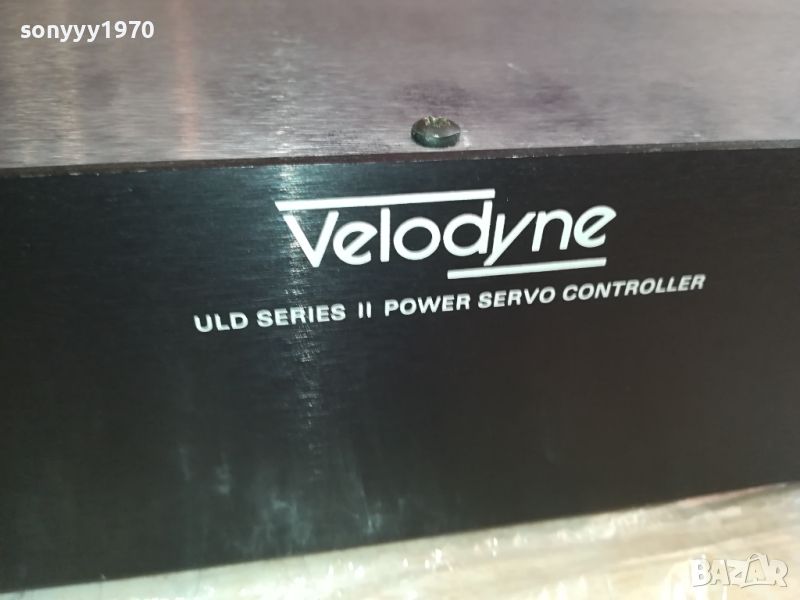 sonyyy1970
Velodyne
ULD SERIES II POWER SERVO CONTROLLER
BAZAR